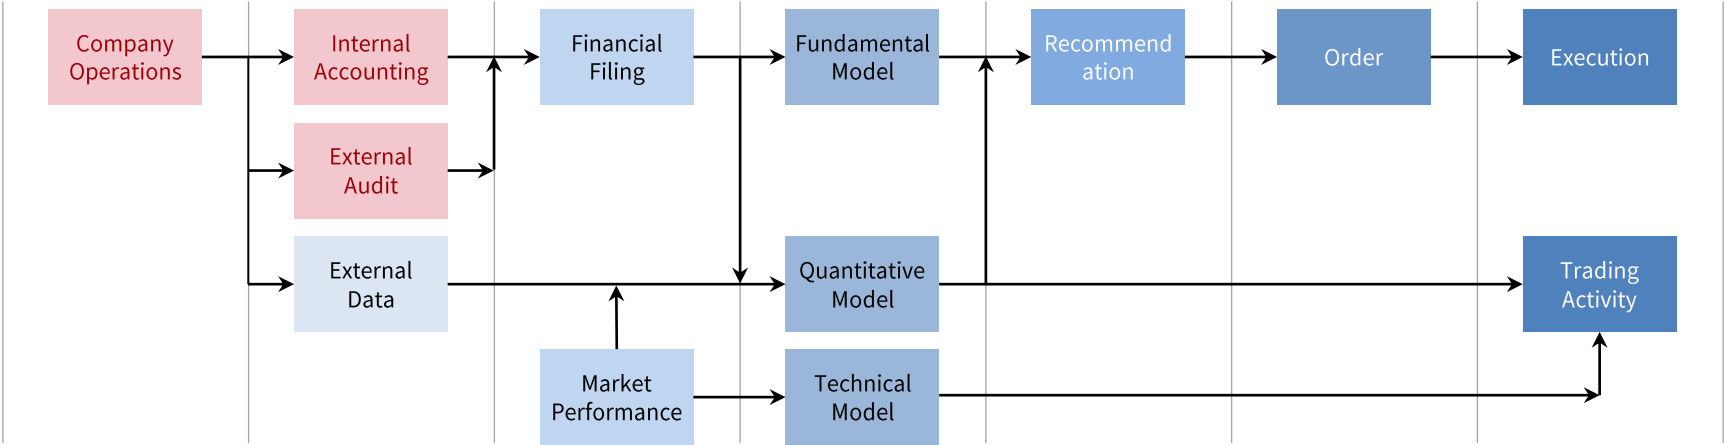 Company
Operations
Internal
Accounting
Financial
Filing
Fundamental
Model
Recommend
ation
Order
Execution
External
Audit
External
Data
Quantitative
Model
Trading
Activity
Market
Performance
Technical
Model